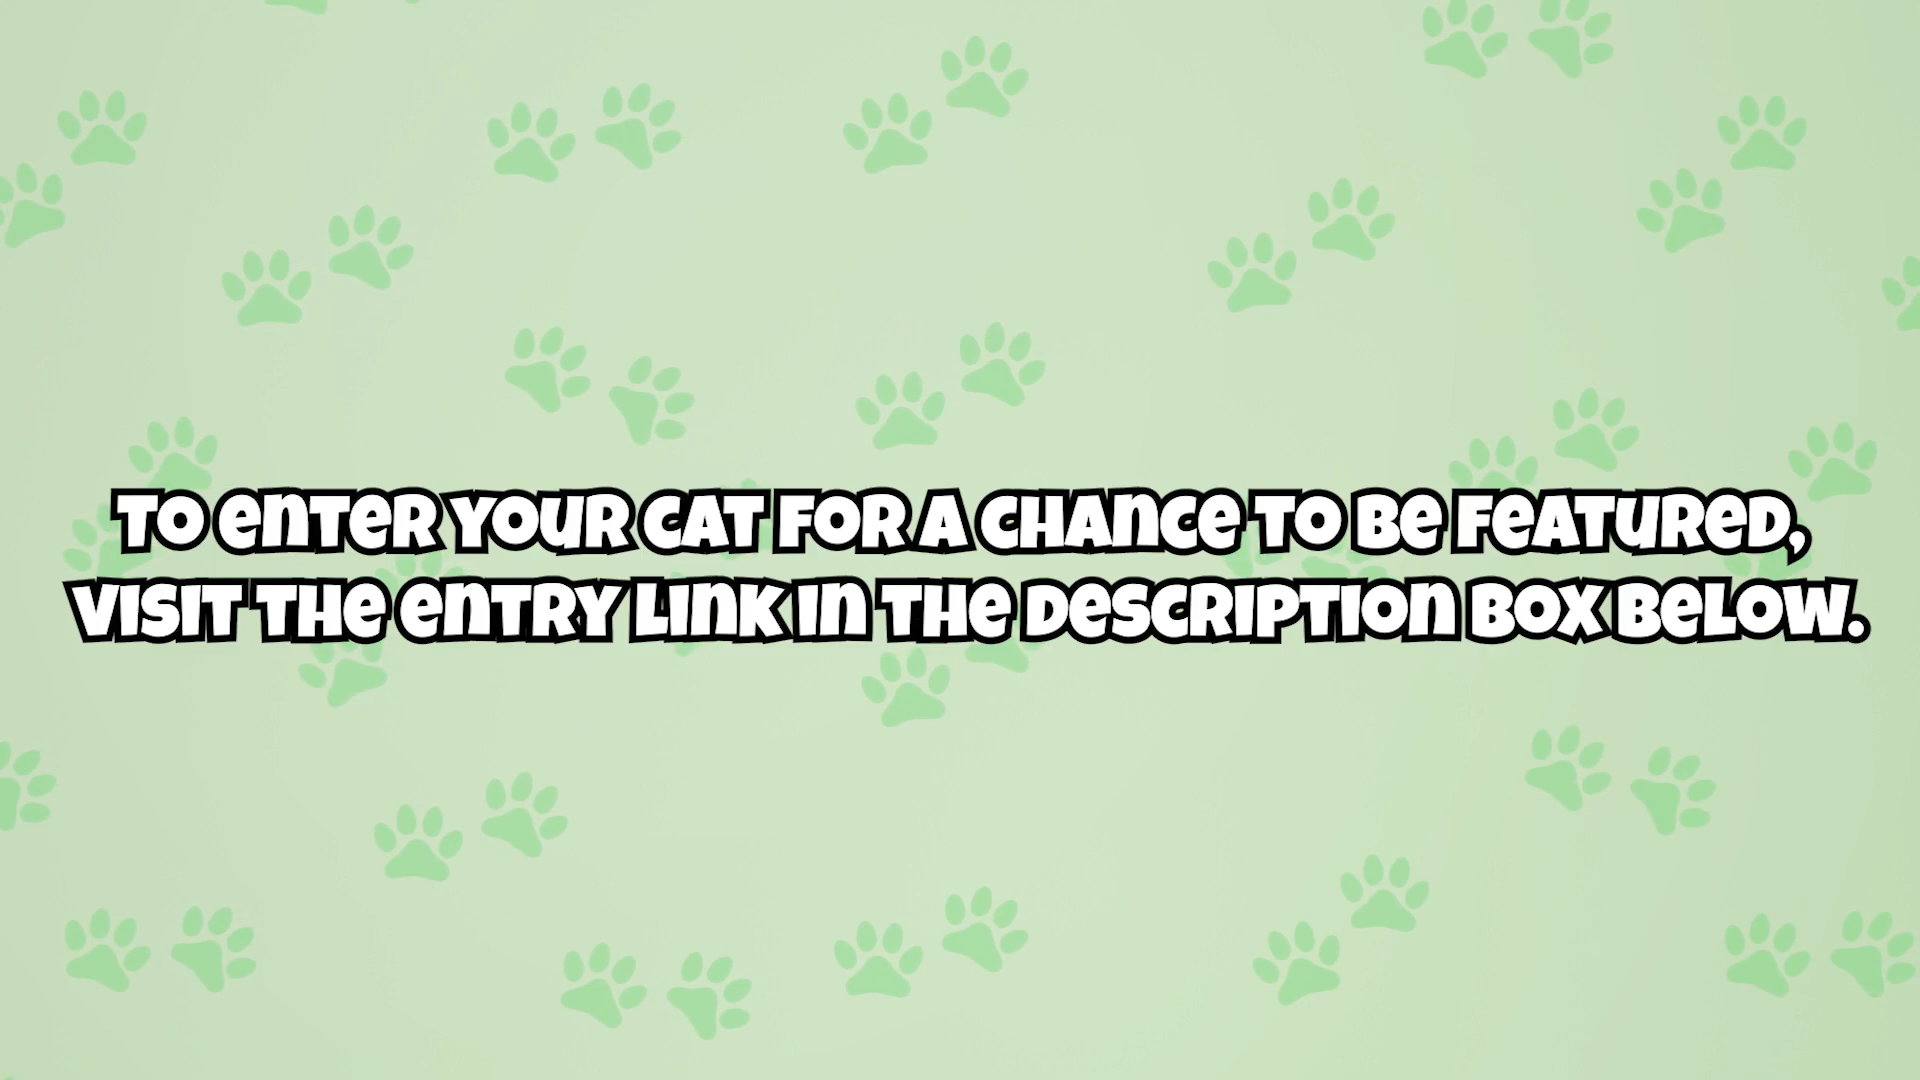 TO ENTER YOUR CAT FOR A CHANCE TO BE FEATURED,
VISIT THE ENTRY LINK IN THE DESCRIPTION BOX BELOW.